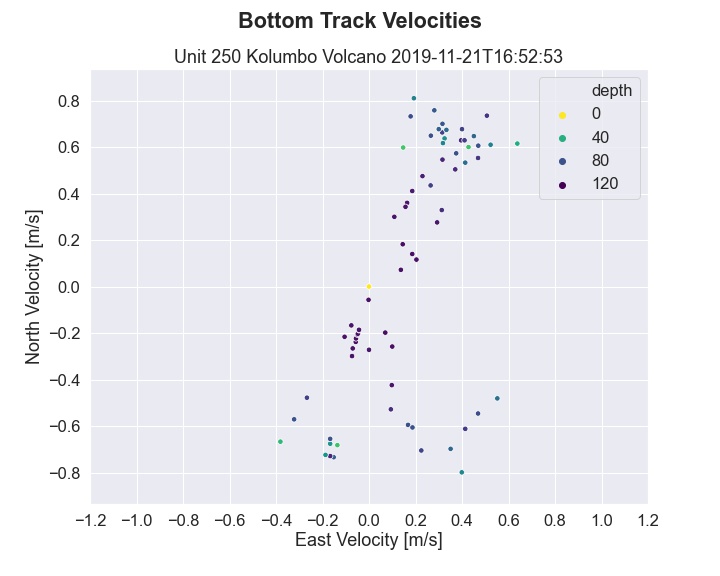 Bottom Track Velocities
Unit 250 Kolumbo Volcano 2019-11-21T16:52:53
depth
0
40
80
120
0.8
0.6
0.4
0.2
0.0
−0.2
−0.4
−0.6
−0.8
North Velocity [m/s]
−1.2 −1.0 −0.8 −0.6 −0.4 −0.2 0.0 0.2 0.4 0.6 0.8 1.0 1.2
East Velocity [m/s]